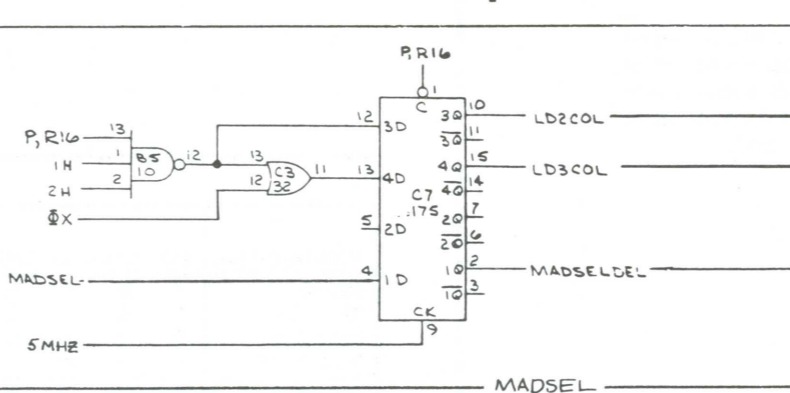 P,R16
P,R16
1H
2H
ΦX
MADSEL
5MHZ
13
1
2
B5
10
12
13
12
C3
32
11
12
13
5
4
3D
4D
2D
1D
C
1
C7
175
CK
9
3Q
3Q
4Q
4Q
2Q
2Q
1Q
1Q
10
11
15
14
7
6
2
3
LD2COL
LD3COL
MADSELDEL
MADSEL